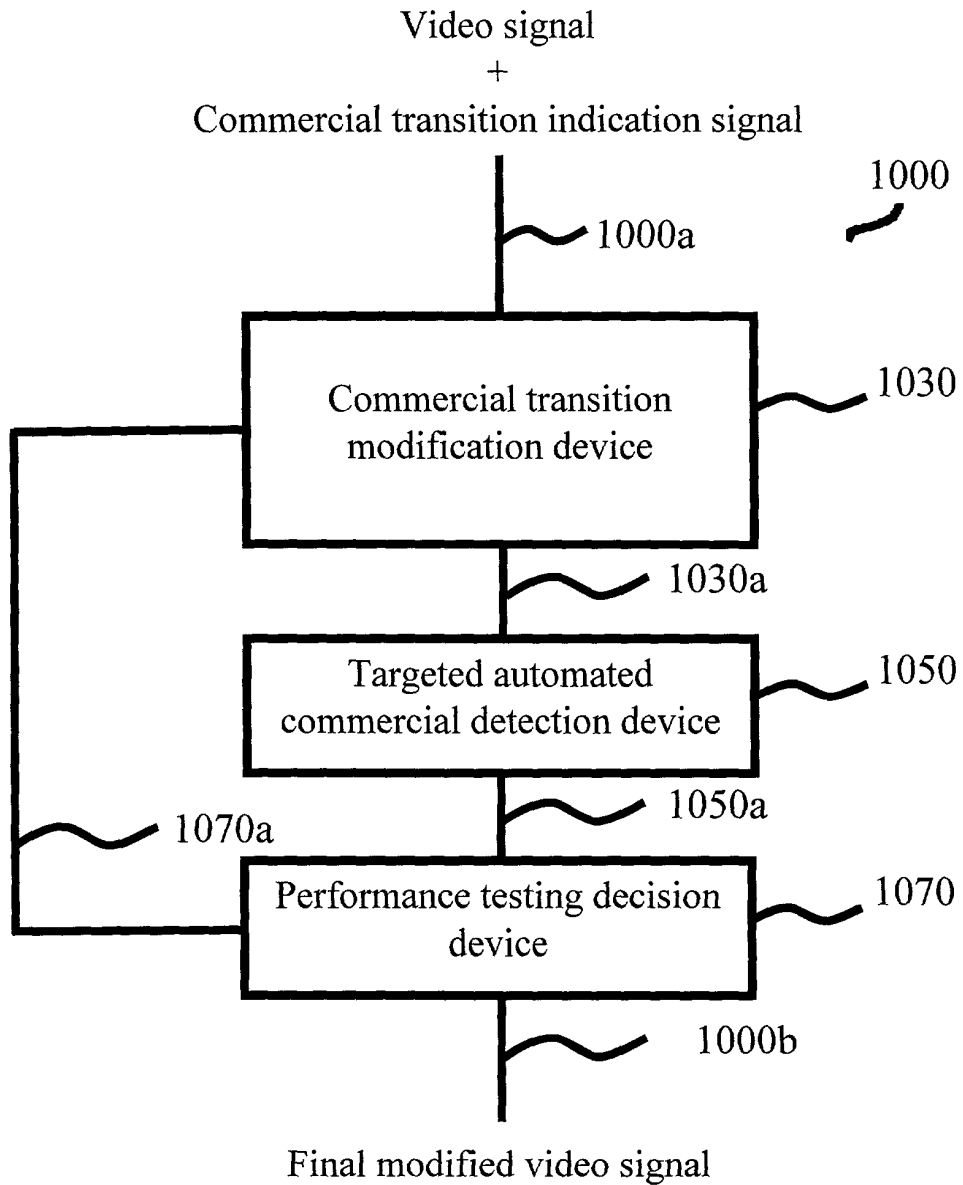 Video signal
+
Commercial transition indication signal
1000
1000a
Commercial transition
modification device
1030
1030a
Targeted automated
commercial detection device
1050
1050a
1070a
Performance testing decision
device
1070
1000b
Final modified video signal